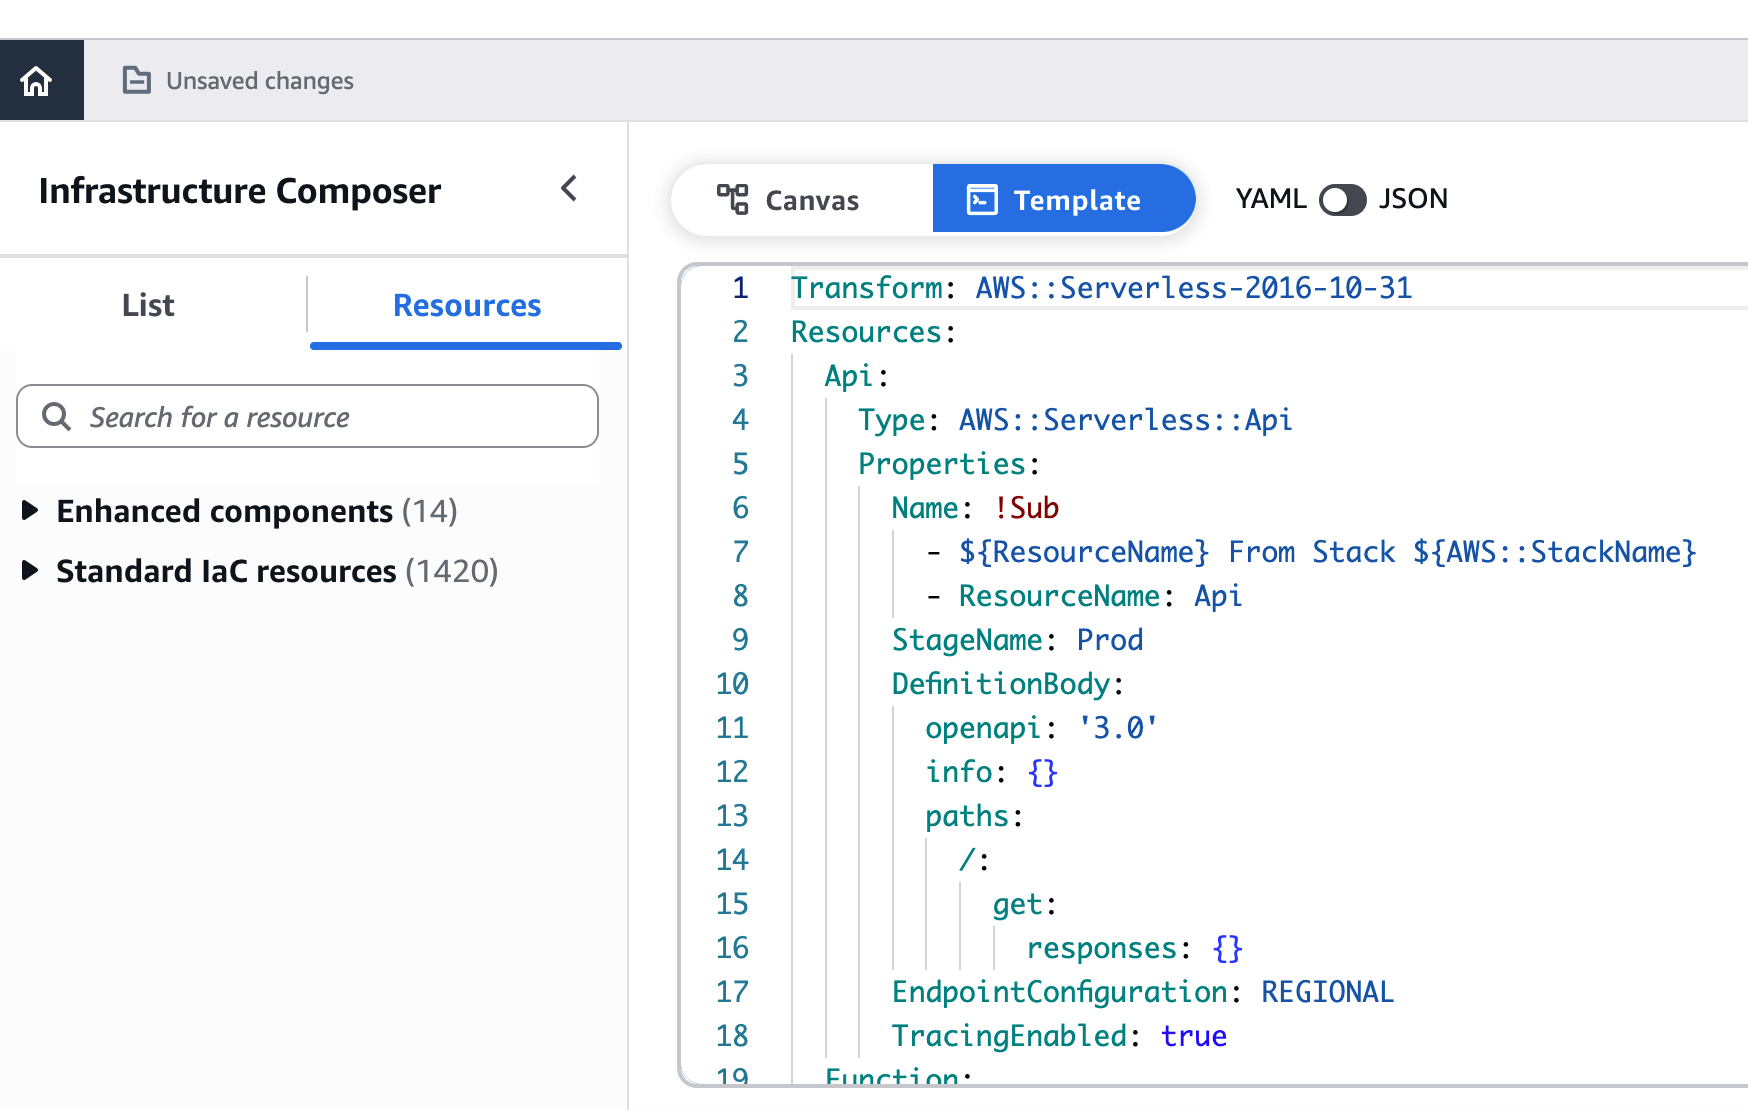 Unsaved changes
Infrastructure Composer
Canvas
Template
YAML
JSON
List
Resources
Search for a resource
Enhanced components (14)
Standard IaC resources (1420)
1 Transform: AWS::Serverless-2016-10-31
2 Resources:
3 Api:
4 Type: AWS::Serverless::Api
5 Properties:
6 Name: !Sub
7 - ${ResourceName} From Stack ${AWS::StackName}
8 - ResourceName: Api
9 StageName: Prod
10 DefinitionBody:
11 openapi: '3.0'
12 info: {}
13 paths:
14 /:
15 get:
16 responses: {}
17 EndpointConfiguration: REGIONAL
18 TracingEnabled: true
19 Function: